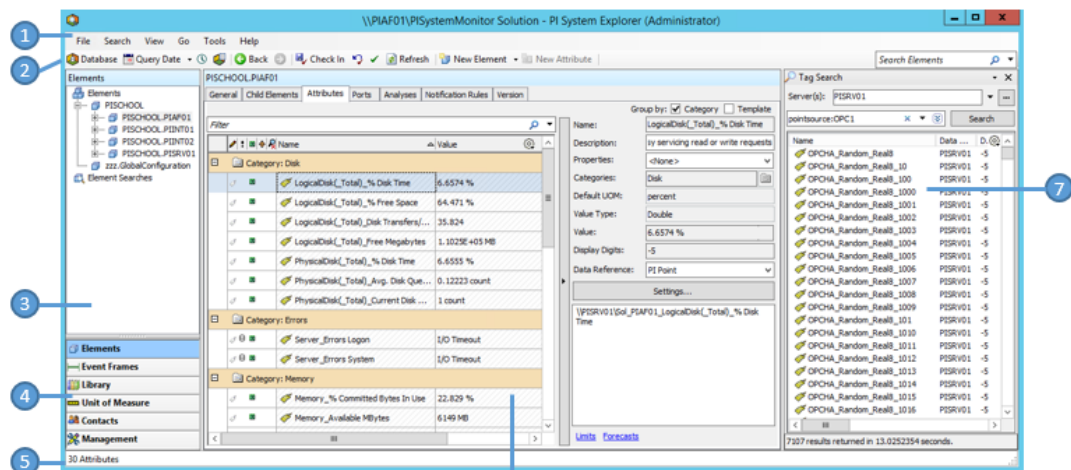 \\PIAF01\PISystemMonitor Solution - PI System Explorer (Administrator)
1
File Search View Go Tools Help
2
Database Query Date Back Check In Refresh New Element New Attribute
Search Elements
Elements
Elements
PISCHOOL
PISCHOOL.PIAF01
PISCHOOL.PIINT01
PISCHOOL.PIINT02
PISCHOOL.PISRV01
zzz.GlobalConfiguration
Element Searches
3
Elements
Event Frames
Library
4
Unit of Measure
Contacts
Management
5
30 Attributes
PISCHOOL.PIAF01
General Child Elements Attributes Ports Analyses Notification Rules Version
Group by: Category Template
Filter
Name Value
Category: Disk
LogicalDisk(_Total)_% Disk Time 6.6574 %
LogicalDisk(_Total)_% Free Space 64.471 %
LogicalDisk(_Total)_Disk Transfers/... 35.824
LogicalDisk(_Total)_Free Megabytes 1.1025E+05 MB
PhysicalDisk(_Total)_% Disk Time 6.6555 %
PhysicalDisk(_Total)_Avg. Disk Que... 0.12223 count
PhysicalDisk(_Total)_Current Disk ... 1 count
Category: Errors
Server_Errors Logon I/O Timeout
Server_Errors System I/O Timeout
Category: Memory
Memory_% Committed Bytes In Use 22.829 %
Memory_Available MBytes 6149 MB
Name: LogicalDisk(_Total)_% Disk Time
Description: sy servicing read or write requests
Properties: <None>
Categories: Disk
Default UOM: percent
Value Type: Double
Value: 6.6574 %
Display Digits: -5
Data Reference: PI Point
Settings...
\\PISRV01\Sol_PIAF01_LogicalDisk(_Total)_% Disk
Time
Limits Forecasts
Tag Search
Server(s): PISRV01
pointsource:OPC1 Search
Name Data ... D.
OPCHA_Random_Real8 PISRV01 -5
OPCHA_Random_Real8_10 PISRV01 -5
OPCHA_Random_Real8_100 PISRV01 -5
OPCHA_Random_Real8_1000 PISRV01 -5
7
OPCHA_Random_Real8_1001 PISRV01 -5
OPCHA_Random_Real8_1002 PISRV01 -5
OPCHA_Random_Real8_1003 PISRV01 -5
OPCHA_Random_Real8_1004 PISRV01 -5
OPCHA_Random_Real8_1005 PISRV01 -5
OPCHA_Random_Real8_1006 PISRV01 -5
OPCHA_Random_Real8_1007 PISRV01 -5
OPCHA_Random_Real8_1008 PISRV01 -5
OPCHA_Random_Real8_1009 PISRV01 -5
OPCHA_Random_Real8_101 PISRV01 -5
OPCHA_Random_Real8_1010 PISRV01 -5
OPCHA_Random_Real8_1011 PISRV01 -5
OPCHA_Random_Real8_1012 PISRV01 -5
OPCHA_Random_Real8_1013 PISRV01 -5
OPCHA_Random_Real8_1014 PISRV01 -5
OPCHA_Random_Real8_1015 PISRV01 -5
OPCHA_Random_Real8_1016 PISRV01 -5
7107 results returned in 13.0252354 seconds.